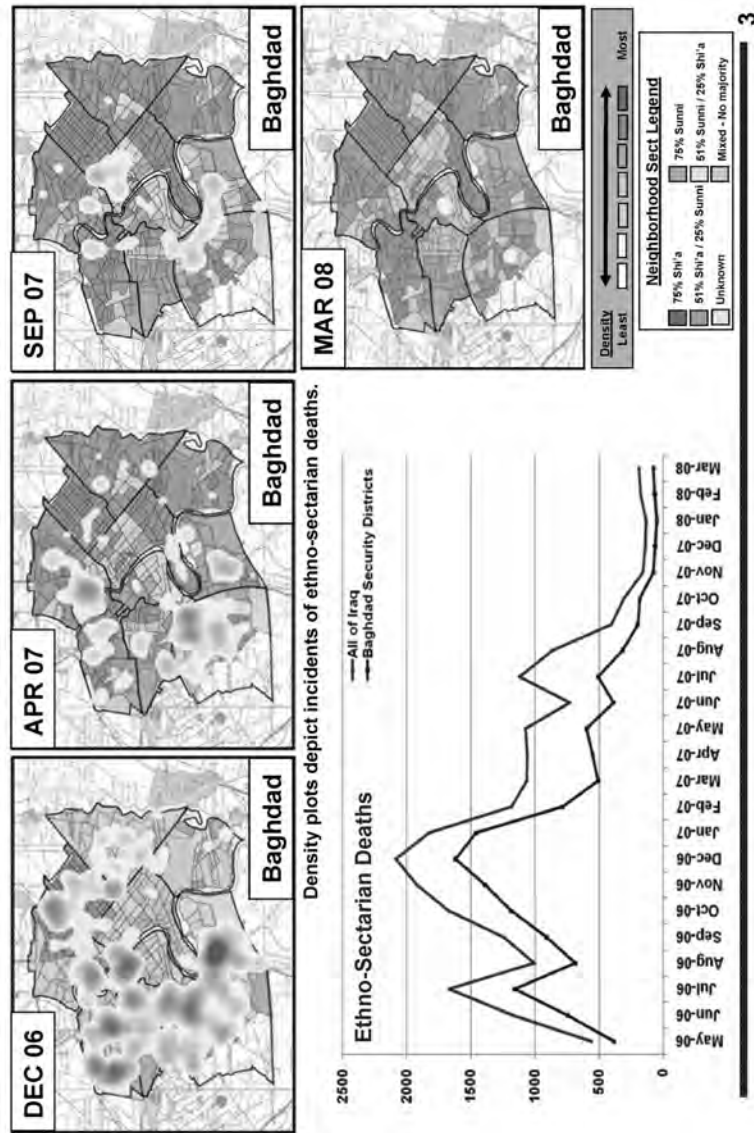 DEC 06
Baghdad
APR 07
Baghdad
SEP 07
Baghdad
Density plots depict incidents of ethno-sectarian deaths.
MAR 08
Baghdad
Ethno-Sectarian Deaths
All of Iraq
Baghdad Security Districts
2500
2000
1500
1000
500
0
May-06
Jun-06
Jul-06
Aug-06
Sep-06
Oct-06
Nov-06
Dec-06
Jan-07
Feb-07
Mar-07
Apr-07
May-07
Jun-07
Jul-07
Aug-07
Sep-07
Oct-07
Nov-07
Dec-07
Jan-08
Feb-08
Mar-08
Density
Least
Most
Neighborhood Sect Legend
75% Shi'a
75% Sunni
51% Shi'a / 25% Sunni
51% Sunni / 25% Shi'a
Unknown
Mixed - No majority
3